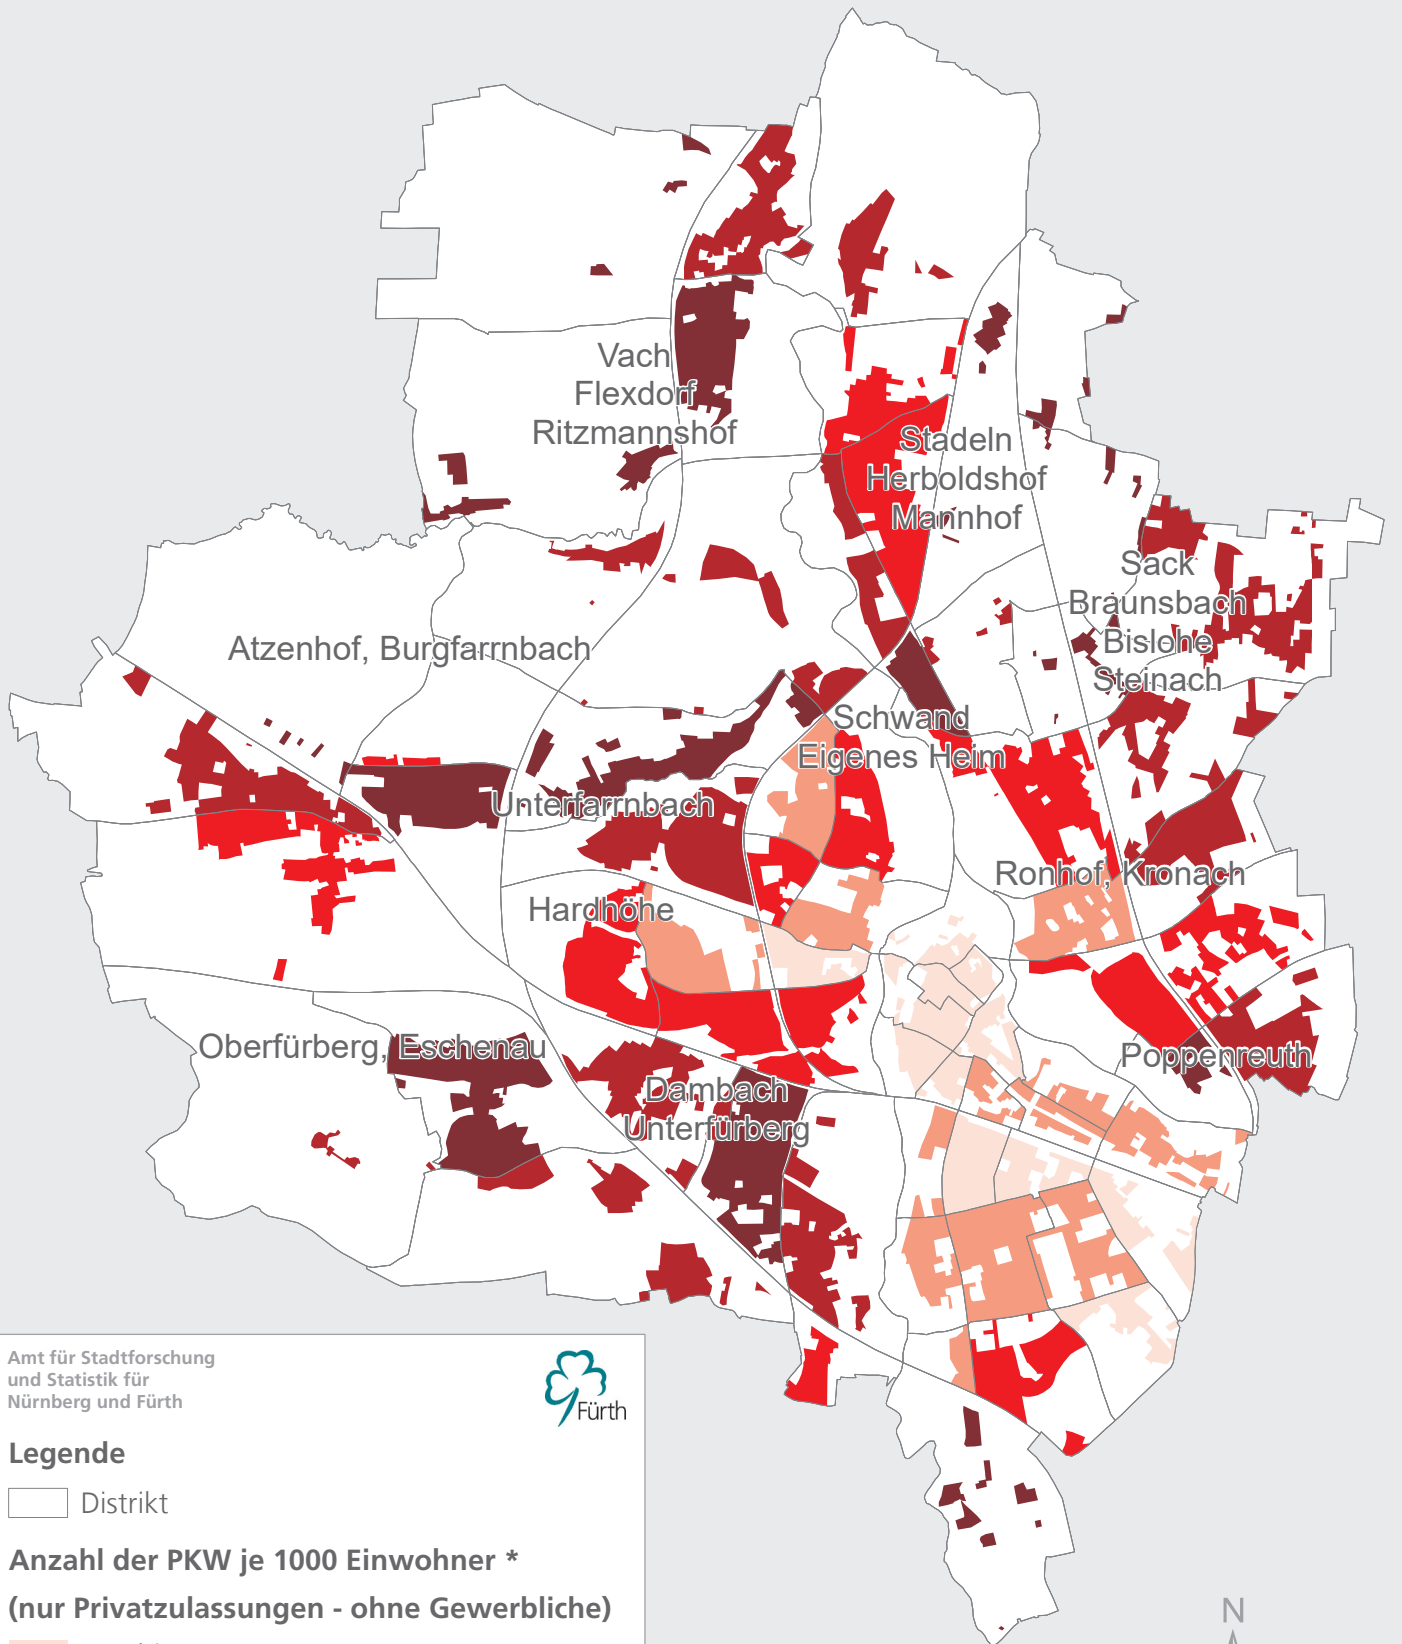 Vach
Flexdorf
Ritzmannshof
Stadeln
Herboldshof
Mannhof
Sack
Braunsbach
Bislohe
Steinach
Atzenhof, Burgfarrnbach
Schwand
Eigenes Heim
Unterfarrnbach
Ronhof, Kronach
Hardhöhe
Oberfürberg, Eschenau
Poppenreuth
Dambach
Unterfürberg
Amt für Stadtforschung
und Statistik für
Nürnberg und Fürth
Fürth
Legende
Distrikt
Anzahl der PKW je 1000 Einwohner *
(nur Privatzulassungen - ohne Gewerbliche)
N